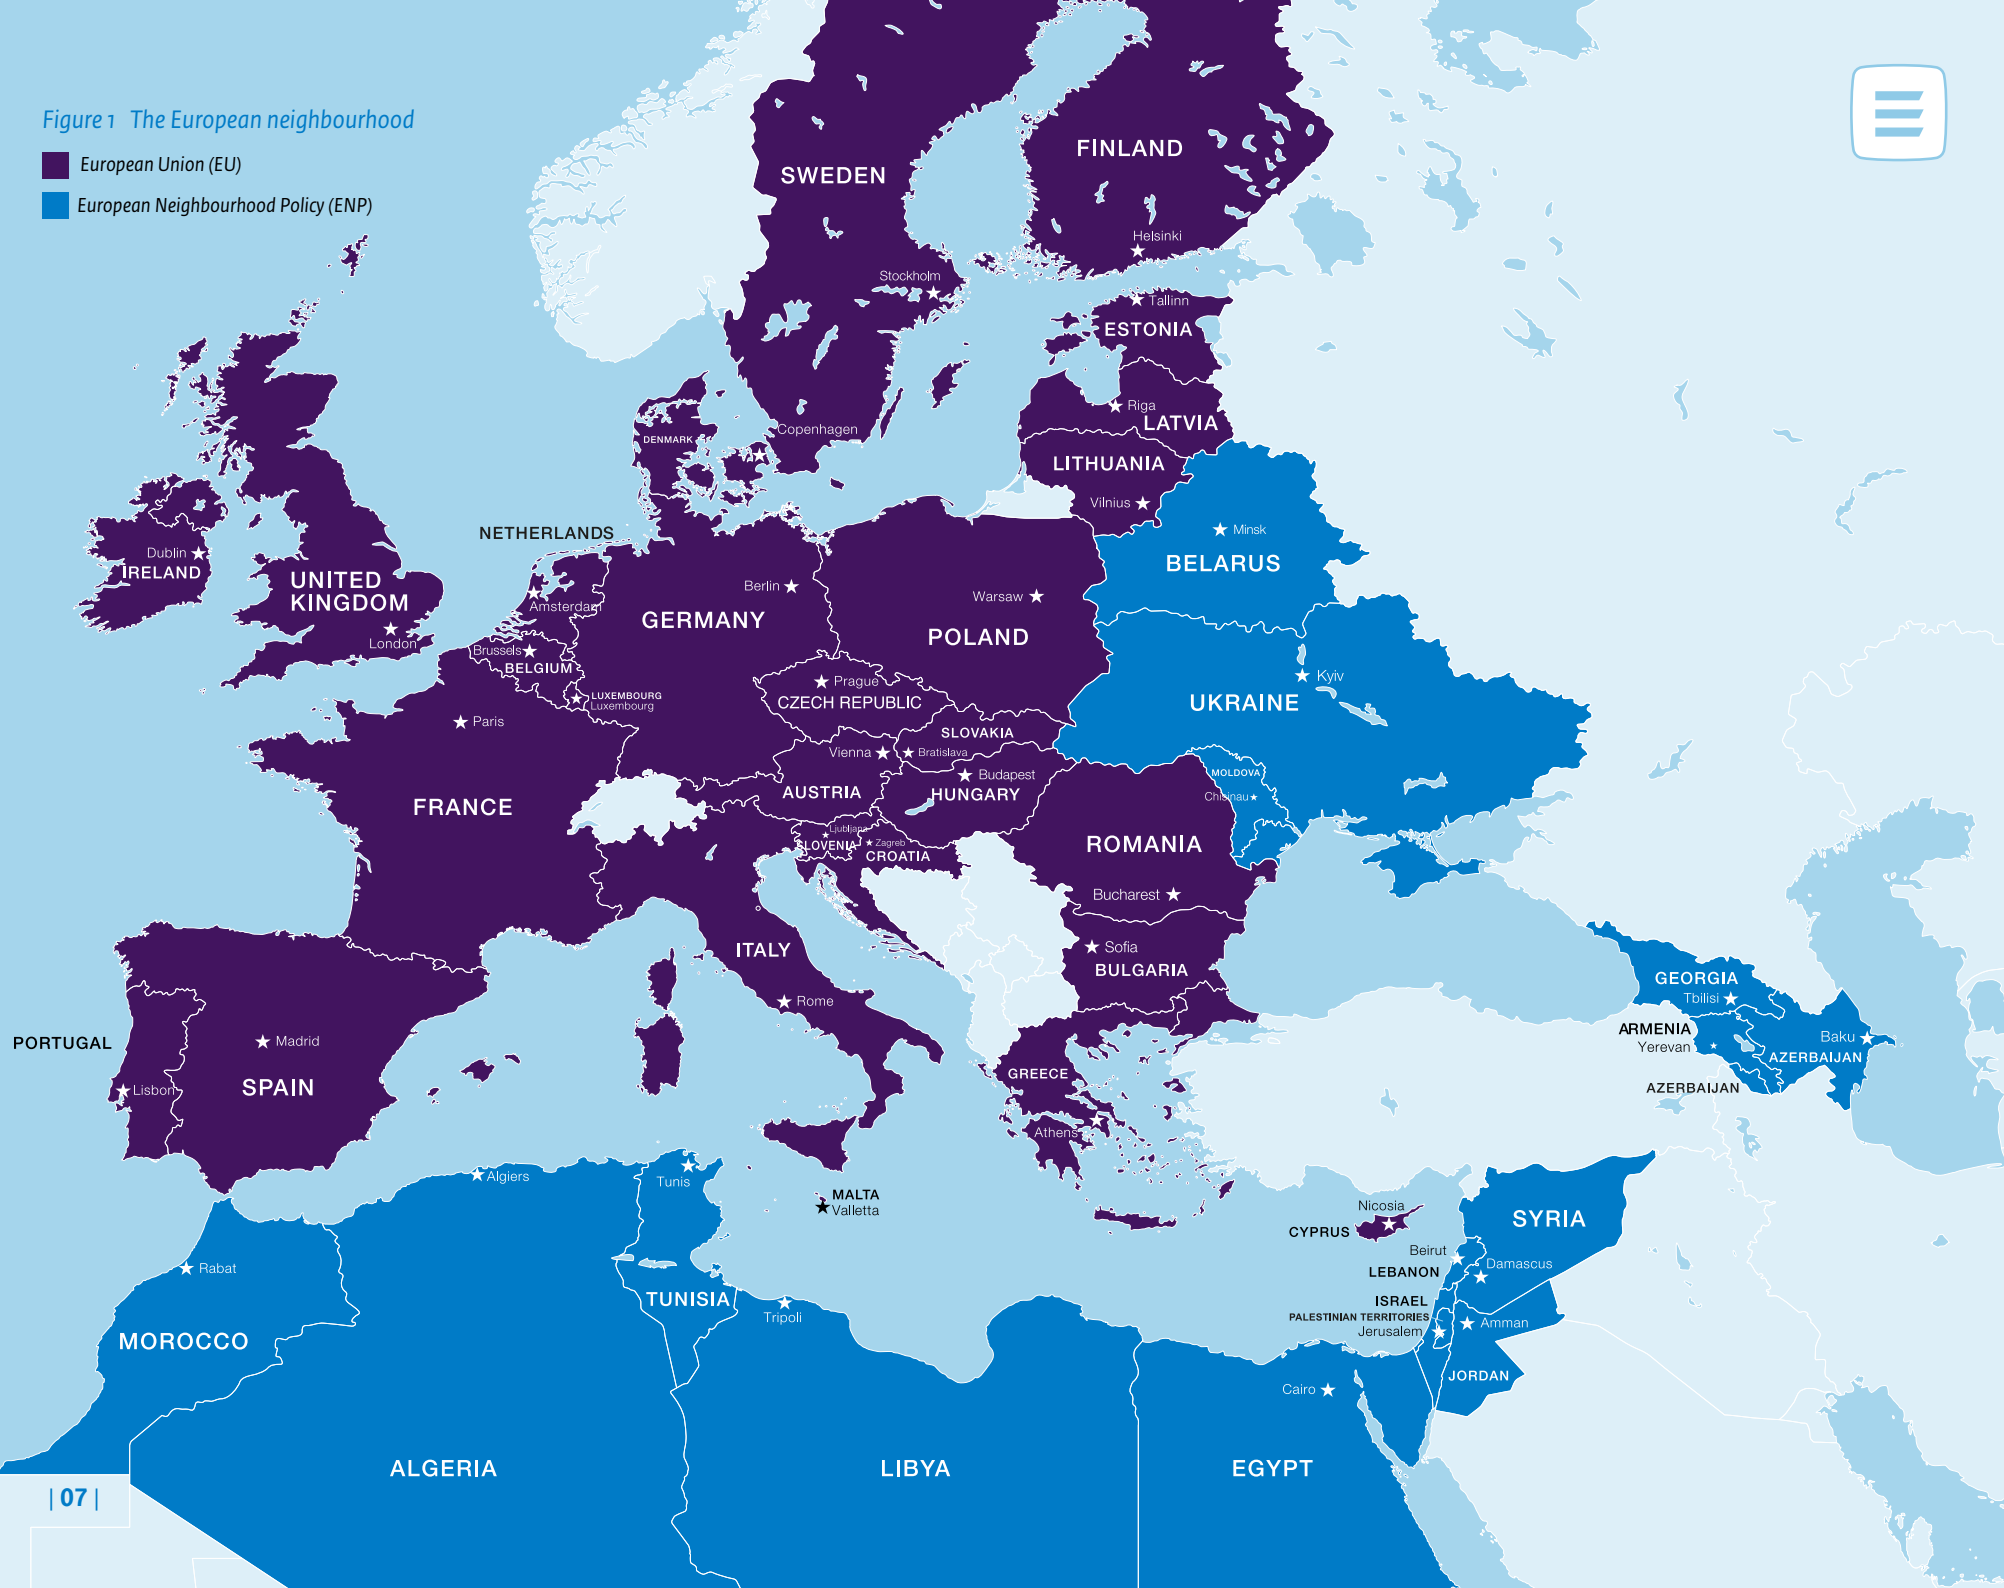 Figure 1 The European neighbourhood
European Union (EU)
European Neighbourhood Policy (ENP)
FINLAND
SWEDEN
Helsinki
Stockholm
Tallinn
ESTONIA
Riga
LATVIA
Copenhagen
DENMARK
LITHUANIA
Vilnius
NETHERLANDS
Minsk
BELARUS
Dublin
IRELAND
UNITED
KINGDOM
London
Amsterdam
Berlin
GERMANY
Warsaw
POLAND
Brussels
BELGIUM
LUXEMBOURG
Luxembourg
Prague
CZECH REPUBLIC
Kyiv
UKRAINE
Paris
SLOVAKIA
Vienna
Bratislava
Budapest
MOLDOVA
Chisinau
AUSTRIA
HUNGARY
FRANCE
Ljubljana
SLOVENIA
Zagreb
CROATIA
ROMANIA
Bucharest
Sofia
BULGARIA
ITALY
Rome
GEORGIA
Tbilisi
ARMENIA
Yerevan
Baku
AZERBAIJAN
AZERBAIJAN
PORTUGAL
Madrid
Lisbon
SPAIN
GREECE
Athens
Algiers
Tunis
MALTA
Valletta
Nicosia
CYPRUS
SYRIA
Beirut
LEBANON
Damascus
Rabat
TUNISIA
Tripoli
ISRAEL
PALESTINIAN TERRITORIES
Jerusalem
Amman
MOROCCO
JORDAN
Cairo
ALGERIA
LIBYA
EGYPT
| 07 |